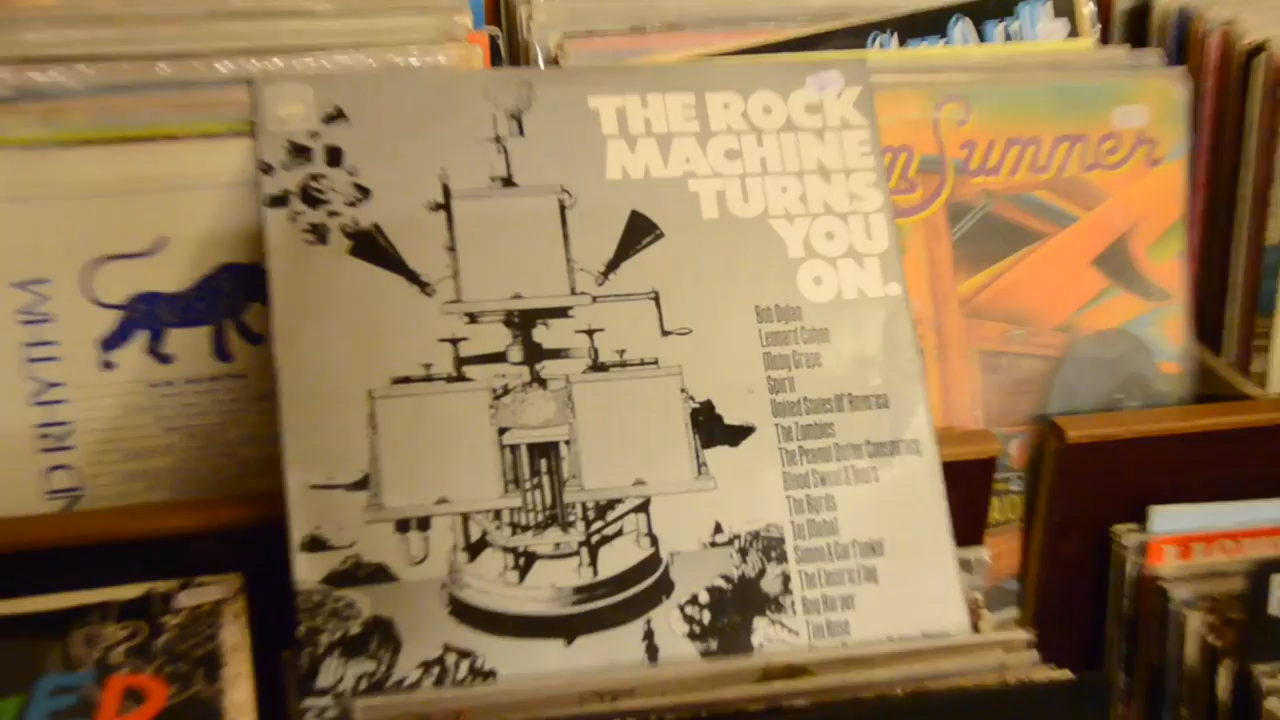 THE ROCK
MACHINE
TURNS
YOU
ON.
Bob Dylan
Leonard Cohen
Moby Grape
Spirit
United States Of America
The Zombies
The Peanut Butter Conspiracy
Blood Sweat & Tears
The Byrds
Taj Mahal
Simon & Garfunkel
The Electric Flag
Roy Harper
Tim Rose
Summer